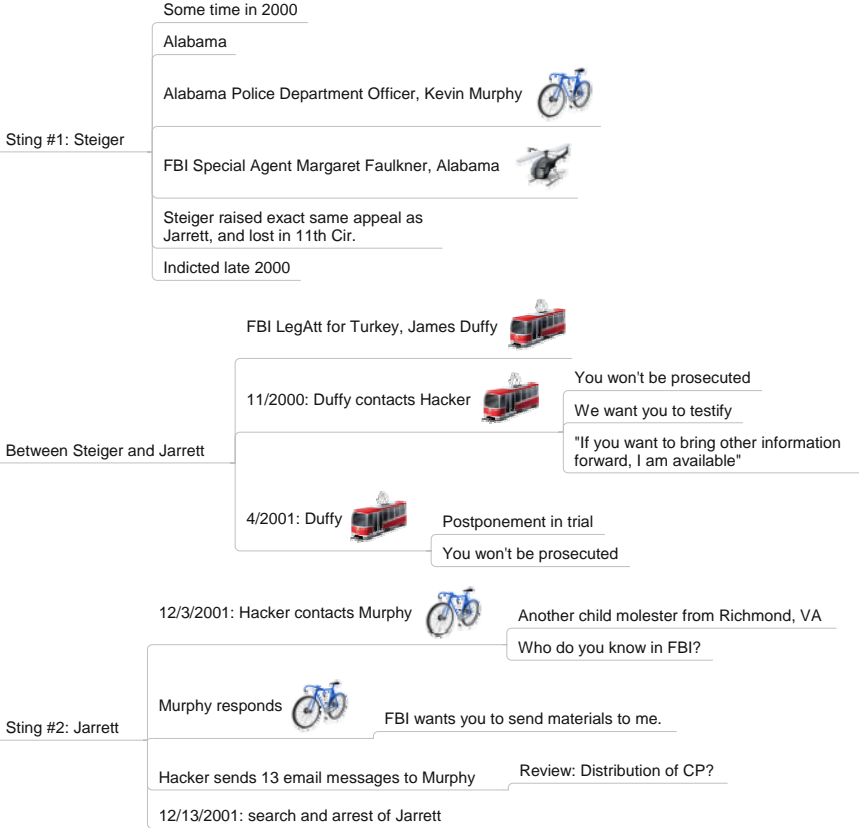 Sting #1: Steiger
Some time in 2000
Alabama
Alabama Police Department Officer, Kevin Murphy
FBI Special Agent Margaret Faulkner, Alabama
Steiger raised exact same appeal as
Jarrett, and lost in 11th Cir.
Indicted late 2000
Between Steiger and Jarrett
FBI LegAtt for Turkey, James Duffy
11/2000: Duffy contacts Hacker
You won't be prosecuted
We want you to testify
"If you want to bring other information
forward, I am available"
4/2001: Duffy
Postponement in trial
You won't be prosecuted
Sting #2: Jarrett
12/3/2001: Hacker contacts Murphy
Another child molester from Richmond, VA
Who do you know in FBI?
Murphy responds
FBI wants you to send materials to me.
Hacker sends 13 email messages to Murphy
Review: Distribution of CP?
12/13/2001: search and arrest of Jarrett